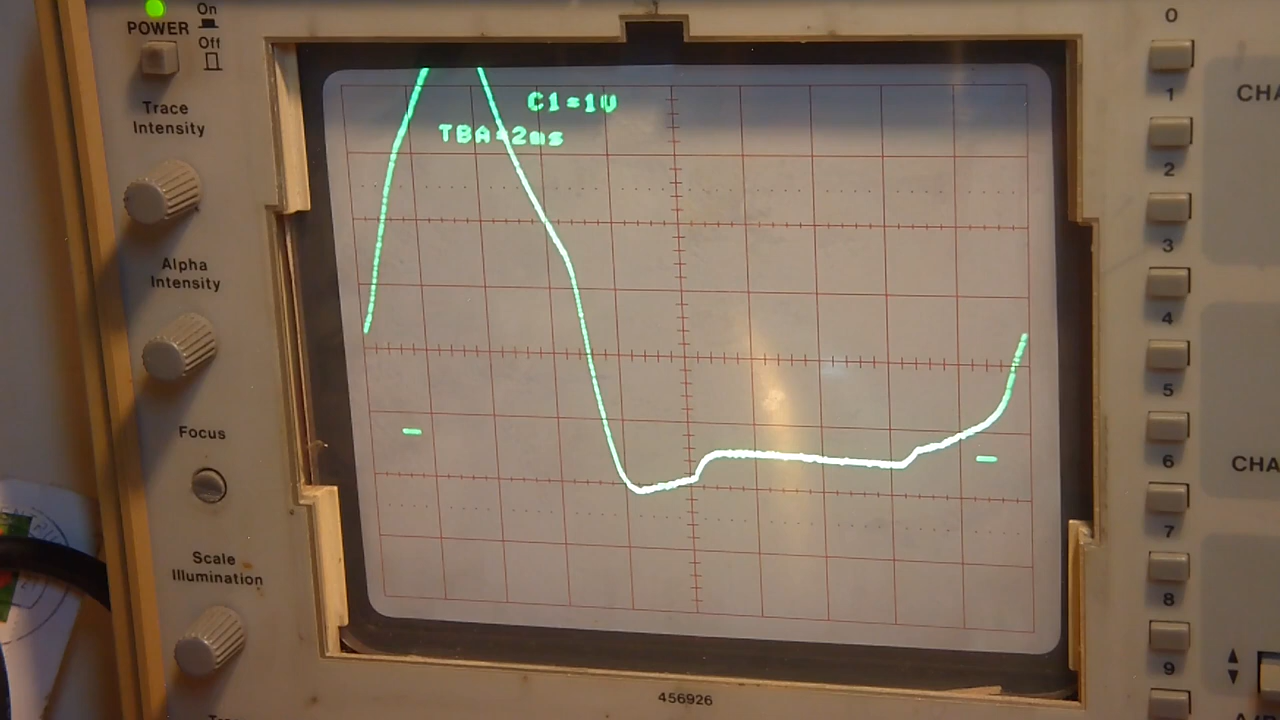 On
POWER
Off
Trace
Intensity
Alpha
Intensity
Focus
Scale
Illumination
C1=1V
TBA=2ms
456926
0
1
2
3
4
5
6
7
8
9
CHA
CHA